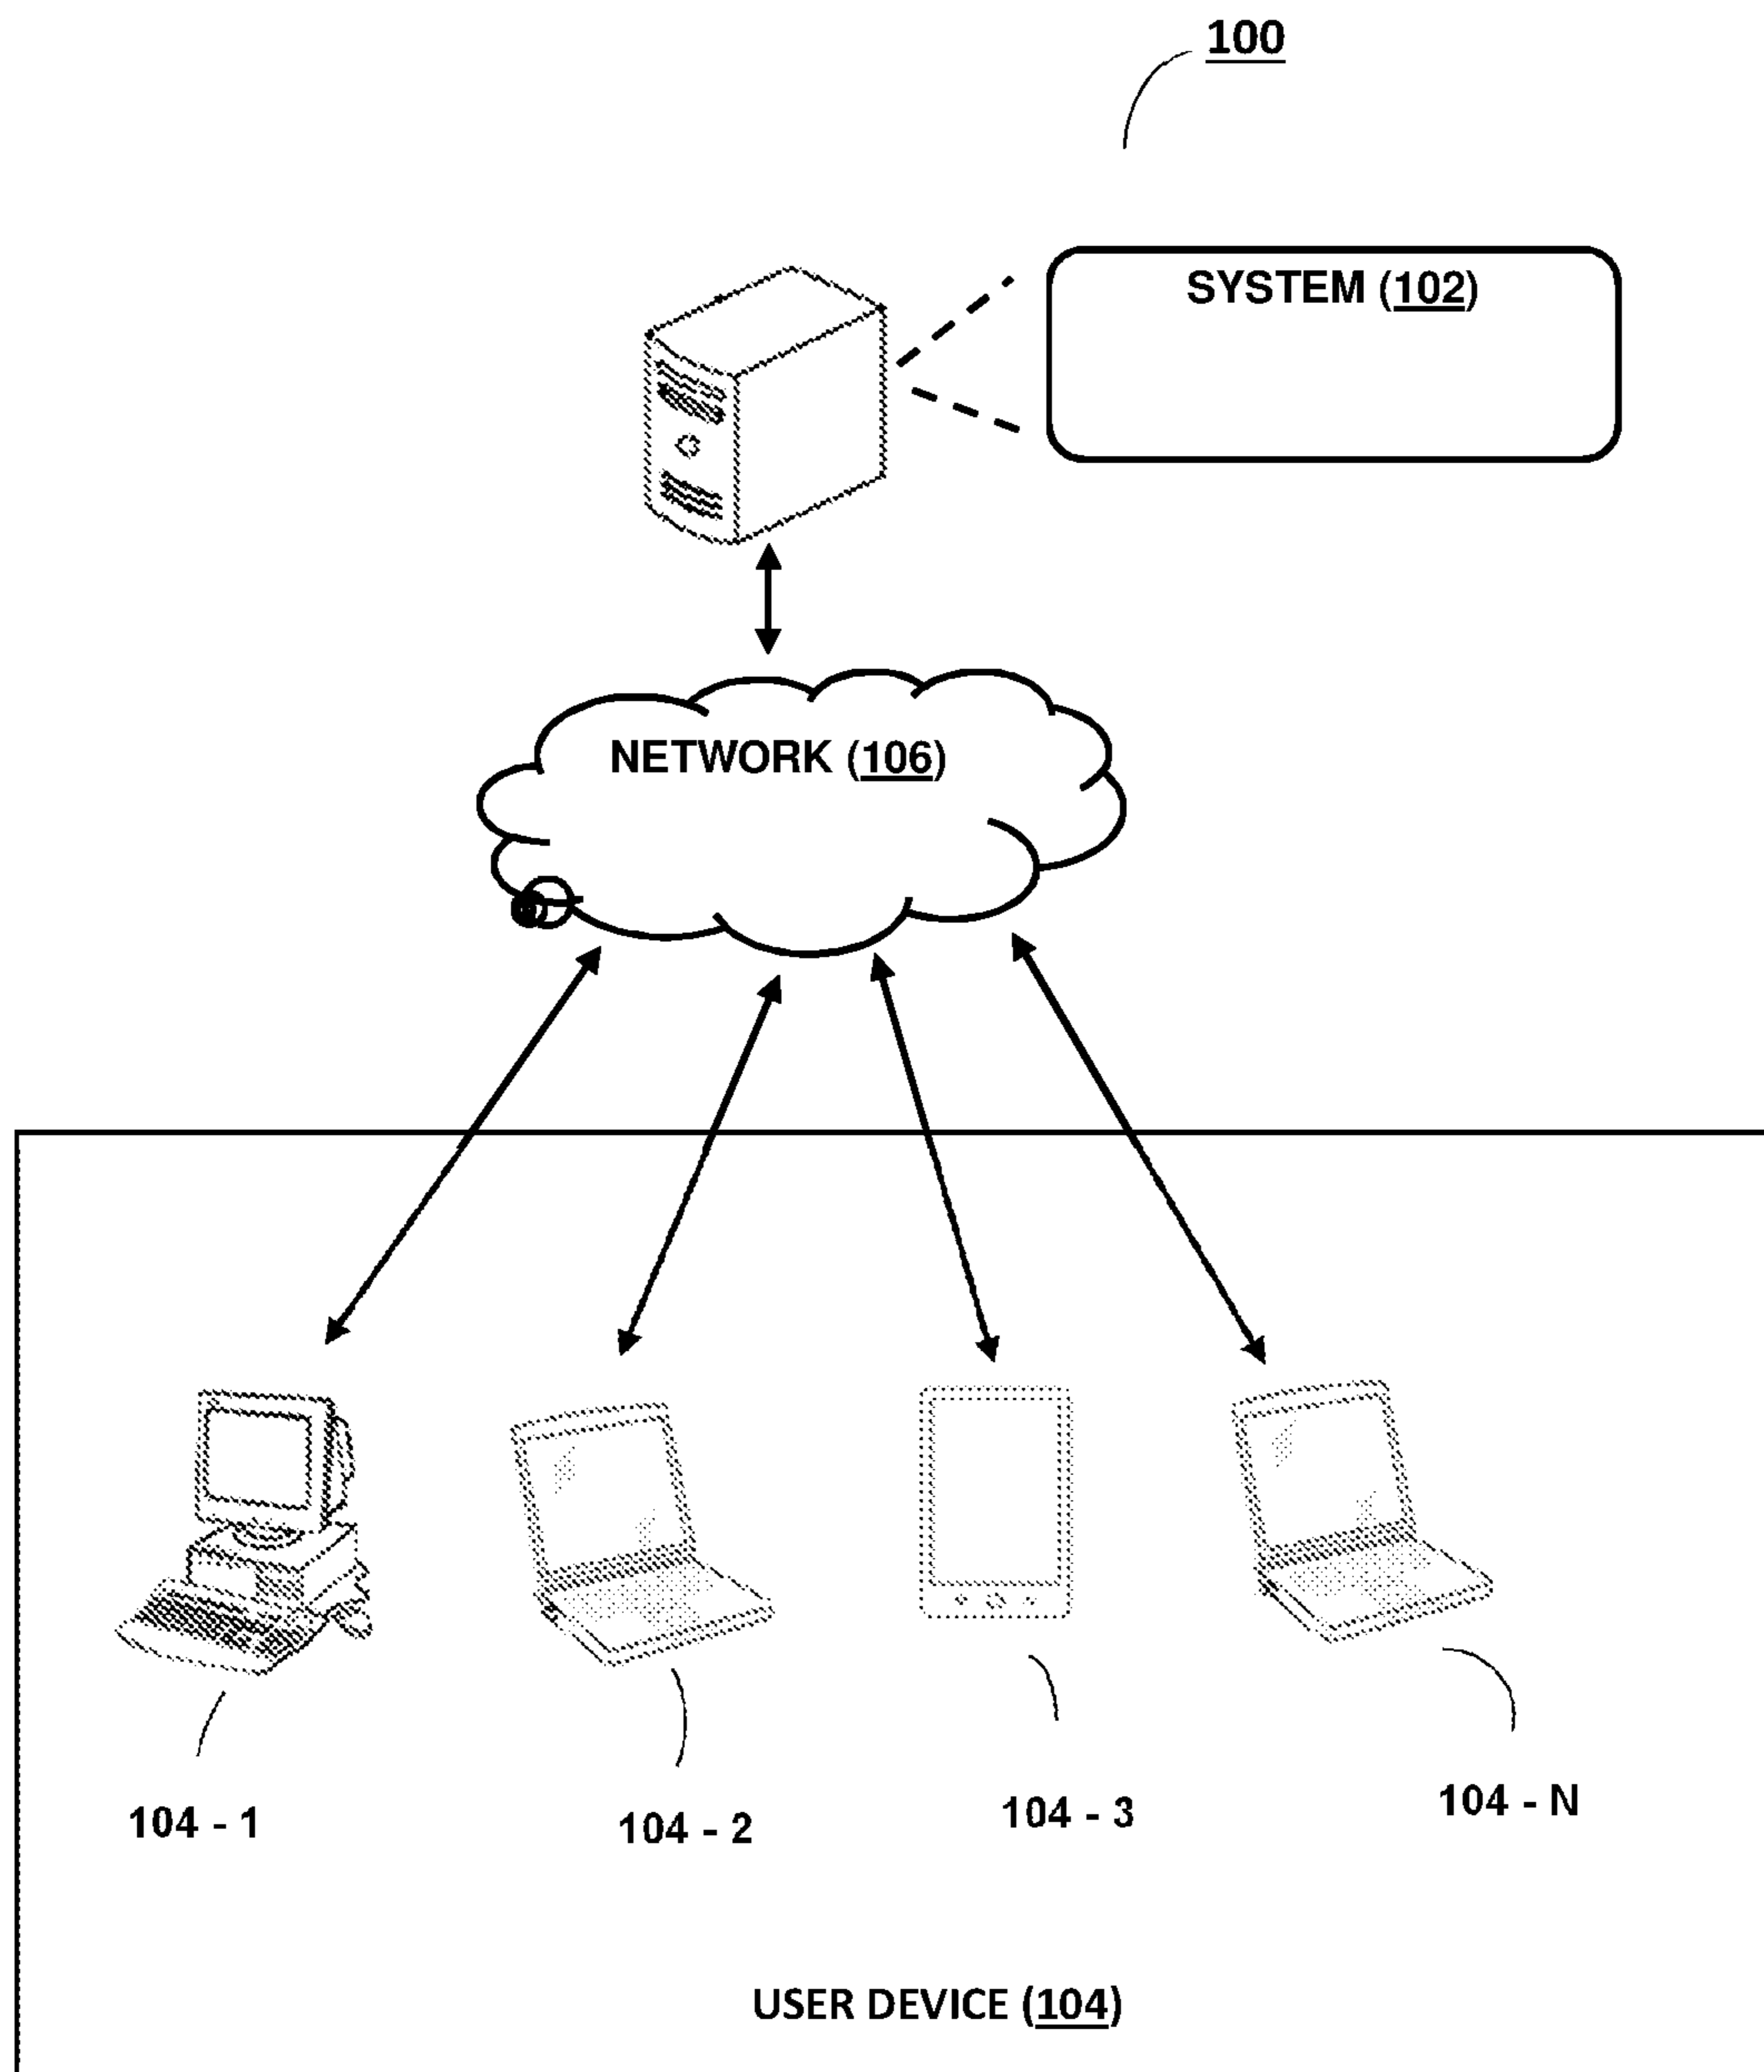 100
SYSTEM (102)
NETWORK (106)
104 - 1
104 - 2
104 - 3
104 - N
USER DEVICE (104)